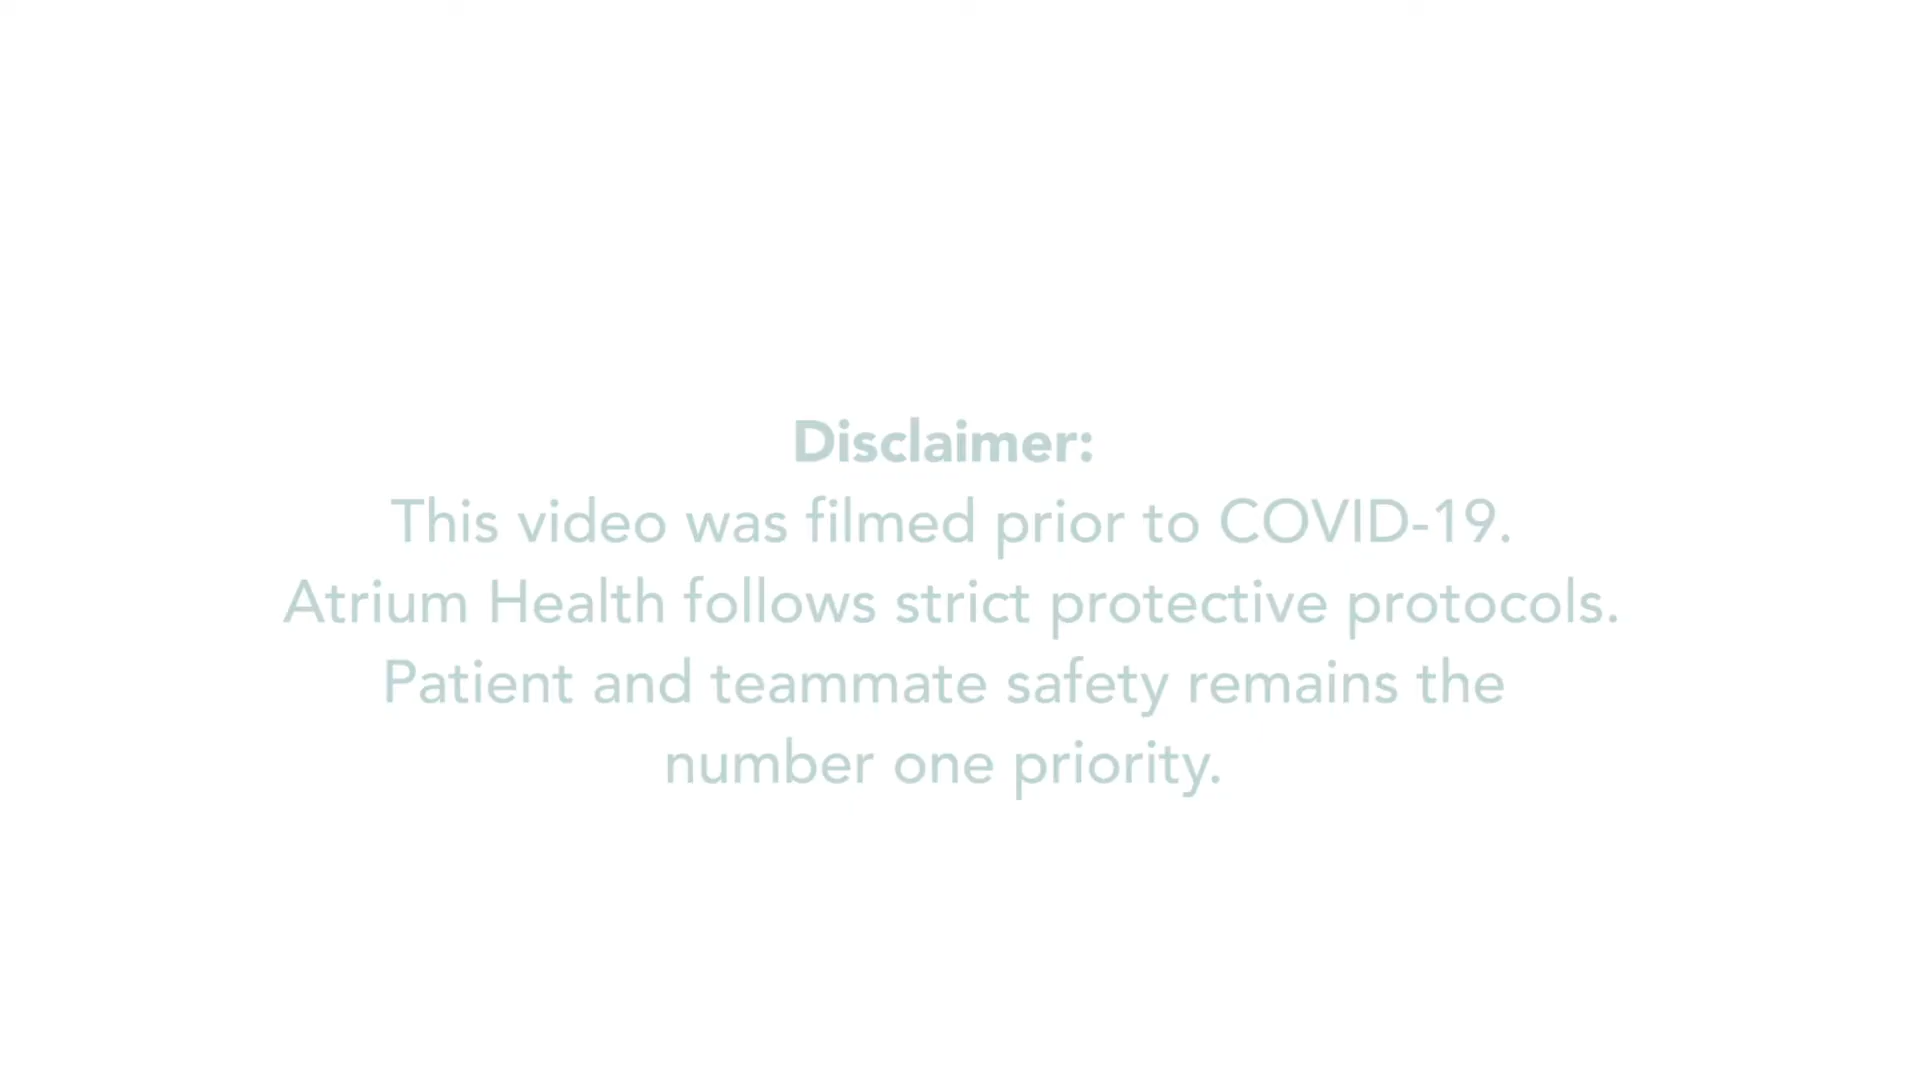 Disclaimer:
This video was filmed prior to COVID-19.
Atrium Health follows strict protective protocols.
Patient and teammate safety remains the
number one priority.